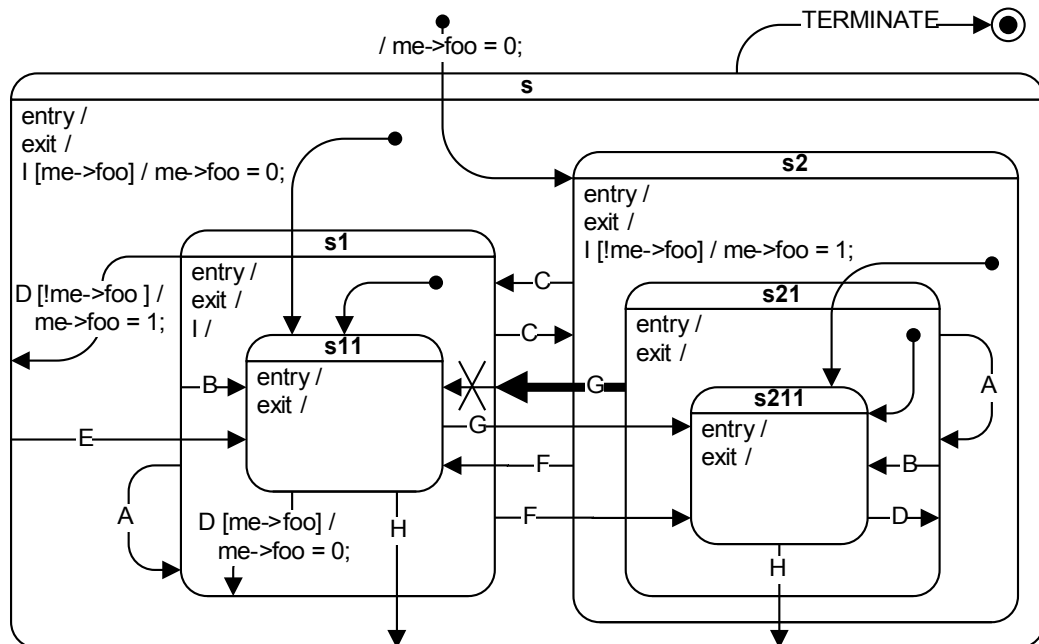 TERMINATE
/ me->foo = 0;
s
entry /
exit /
I [me->foo] / me->foo = 0;
s2
entry /
exit /
I [!me->foo] / me->foo = 1;
s1
entry /
exit /
I /
D [!me->foo ] /
me->foo = 1;
C
C
s21
entry /
exit /
A
s11
entry /
exit /
B
G
s211
entry /
exit /
G
E
F
B
A
F
D
D [me->foo] /
me->foo = 0;
H
H